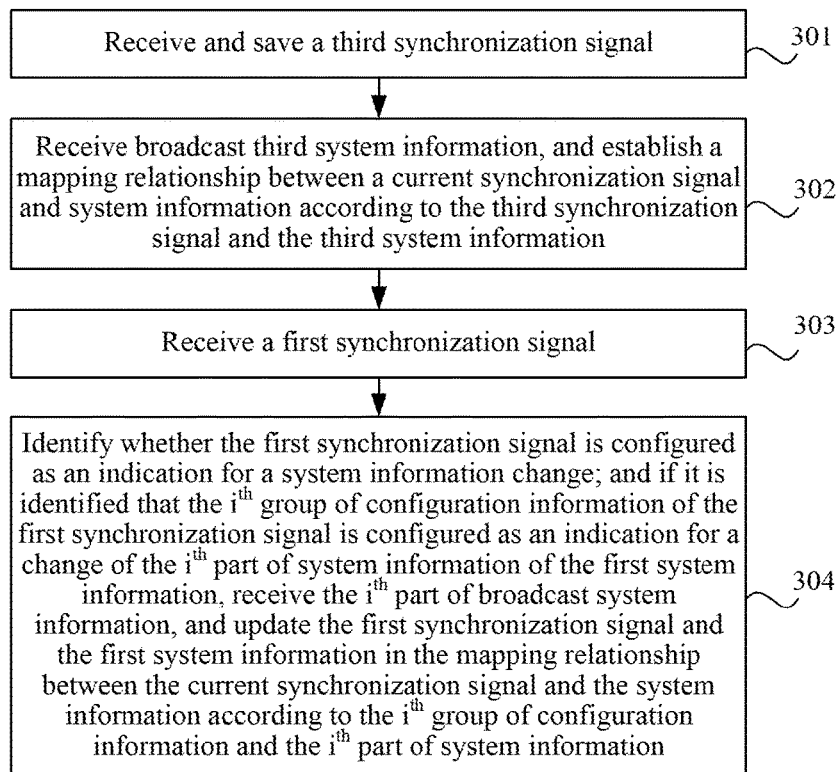 Receive and save a third synchronization signal
301
Receive broadcast third system information, and establish a
mapping relationship between a current synchronization signal
and system information according to the third synchronization
signal and the third system information
302
Receive a first synchronization signal
303
Identify whether the first synchronization signal is configured
as an indication for a system information change; and if it is
identified that the ith group of configuration information of the
first synchronization signal is configured as an indication for a
change of the ith part of system information of the first system
information, receive the ith part of broadcast system
information, and update the first synchronization signal and
the first system information in the mapping relationship
between the current synchronization signal and the system
information according to the ith group of configuration
information and the ith part of system information
304